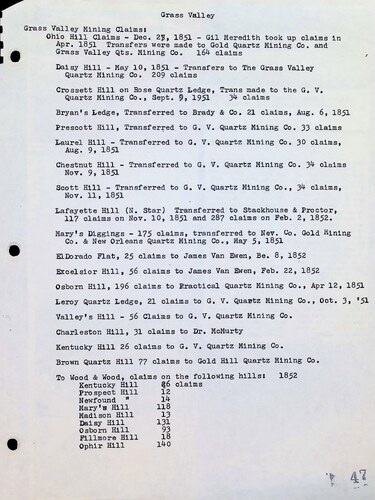 Grass Valley
Grass Valley Mining Claims:
Ohio Hill Claims - Dec. 23, 1851 - Gil Meredith took up claims in
Apr. 1851 Transfers were made to Gold Quartz Mining Co. and
Grass Valley Qts. Mining Co. 164 claims
Daisy Hill - May 10, 1851 - Transfers to The Grass Valley
Quartz Mining Co. 209 claims
Crossett Hill on Rose Quartz Ledge, Trans made to the G. V.
Quartz Mining Co., Sept. 9, 1951 34 claims
Bryan's Ledge, Transferred to Brady & Co. 21 claims, Aug. 6, 1851
Prescott Hill, Transferred to G. V. Quartz Mining Co. 33 claims
Laurel Hill - Transferred to G. V. Quartz Mining Co. 30 claims,
Aug. 9, 1851
Chestnut Hill - Transferred to G. V. Quartz Mining Co. 34 claims
Nov. 9, 1851
Scott Hill - Transferred to G. V. Quartz Mining Co., 34 claims,
Nov. 11, 1851
Lafayette Hill (N. Star) Transferred to Stackhouse & Proctor,
117 claims on Nov. 10, 1851 and 287 claims on Feb. 2, 1852.
Mary's Diggings - 175 claims, transferred to Nev. Co. Gold Mining
Co. & New Orleans Quartz Mining Co., May 5, 1851
ElDorado Flat, 25 claims to James Van Ewen, Be. 8, 1852
Excelsior Hill, 56 claims to James Van Ewen, Feb. 22, 1852
Osborn Hill, 196 claims to Fractical Quartz Mining Co., Apr 12, 1851
Leroy Quartz Ledge, 21 claims to G. V. Quartz Mining Co., Oct. 3, '51
Valley's Hill - 56 Claims to G. V. Quartz Mining Co.
Charleston Hill, 31 claims to Dr. McMurty
Kentucky Hill 26 claims to G. V. Quartz Mining Co.
Brown Quartz Hill 77 claims to Gold Hill Quartz Mining Co.
To Wood & Wood, claims on the following hills: 1852
Kentucky Hill 26 claims
Prospect Hill 12
Newfound " 14
Mary's Hill 118
Madison Hill 13
Daisy Hill 131
Osborn Hill 93
Fillmore Hill 18
Ophir Hill 140
47